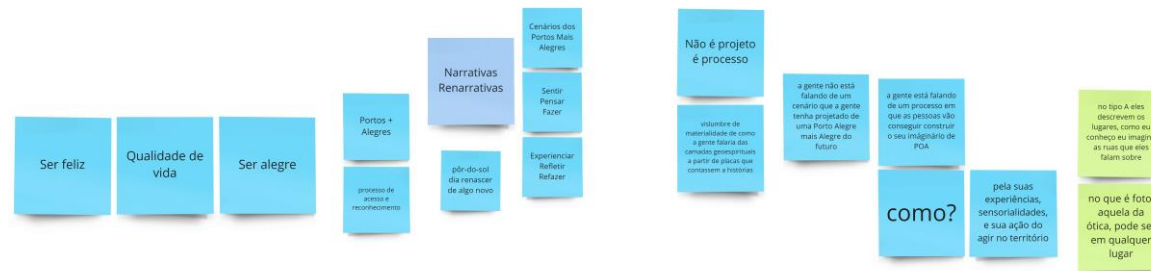 Ser feliz
Qualidade de
vida
Ser alegre
Portos +
Alegres
processo de
acesso e
reconhecimento
Narrativas
Renarrativas
pôr-do-sol
dia renascer
de algo novo
Cenários dos
Portos Mais
Alegres
Sentir
Pensar
Fazer
Experienciar
Refletir
Refazer
Não é projeto
é processo
vislumbre de
materialidade de como
a gente falaria das
camadas geoespirituais
a partir de placas que
contassem a histórias
a gente não está
falando de um
cenário que a gente
tenha projetado de
uma Porto Alegre
mais Alegre do
futuro
a gente está falando
de um processo em
que as pessoas vão
conseguir construir
o seu imáginário de
POA
como?
pela suas
experiências,
sensorialidades,
e sua ação do
agir no território
no tipo A eles
descrevem os
lugares, como eu
conheço eu imagin
as ruas que eles
falam sobre
no que é foto
aquela da
ótica, pode se
em qualquer
lugar